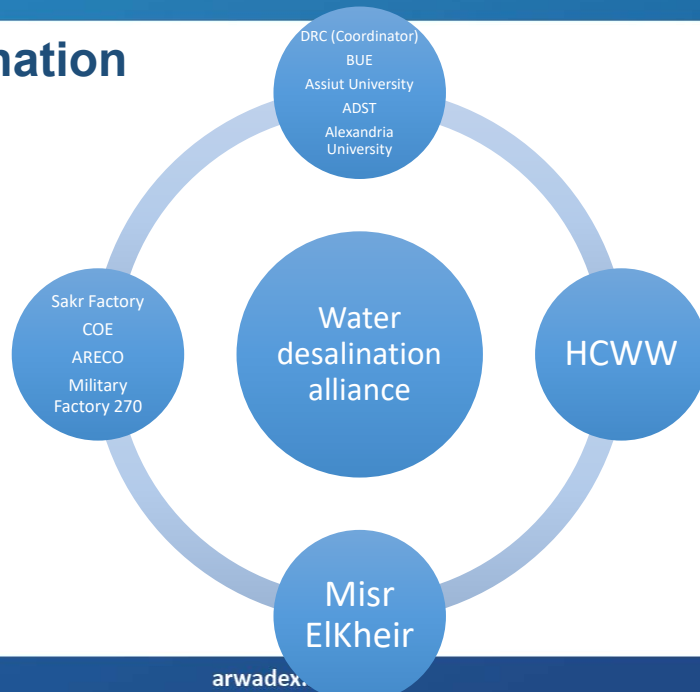 nation
DRC (Coordinator)
BUE
Assiut University
ADST
Alexandria
University
Sakr Factory
COE
ARECO
Military
Factory 270
Water
desalination
alliance
HCWW
Misr
ElKheir
arwadex.